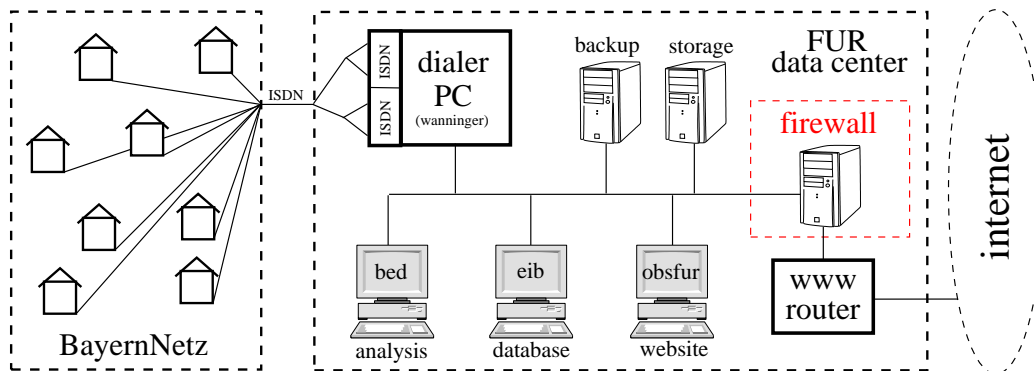 BayernNetz
ISDN
ISDN
ISDN
dialer
PC
(wanninger)
backup
storage
FUR
data center
firewall
bed
eib
obsfur
analysis
database
website
www
router
internet